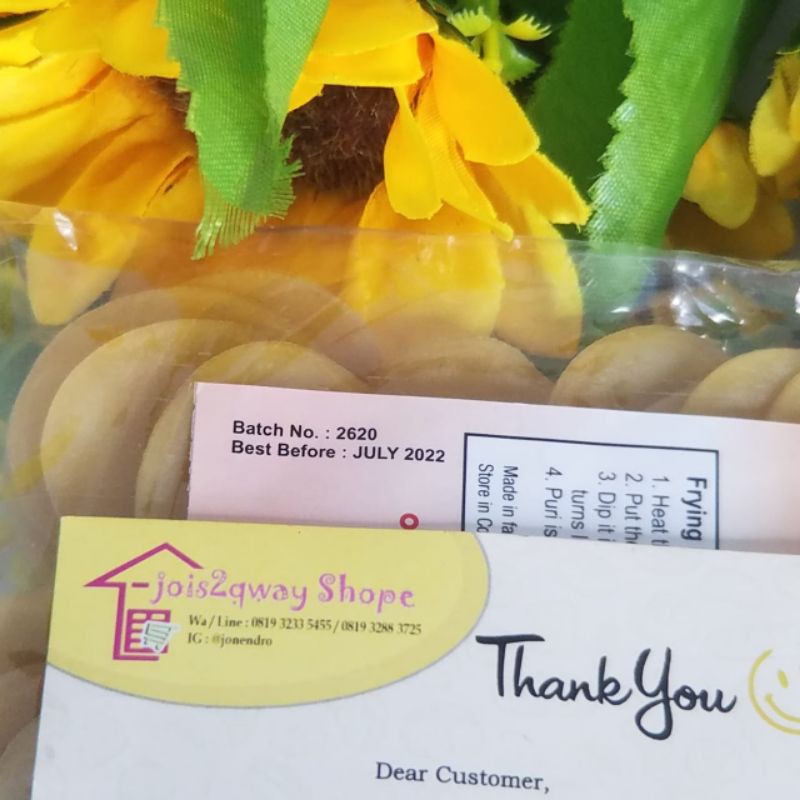 Batch No. : 2620
Best Before : JULY 2022
Frying
1. Heat
2. Put the
3. Dip it i
turns
4. Puri is
Made in fa
Store in Co
jois2qway Shope
Wa / Line : 0819 3233 5455 / 0819 3288 3725
IG : @jonendro
Thank You
Dear Customer,